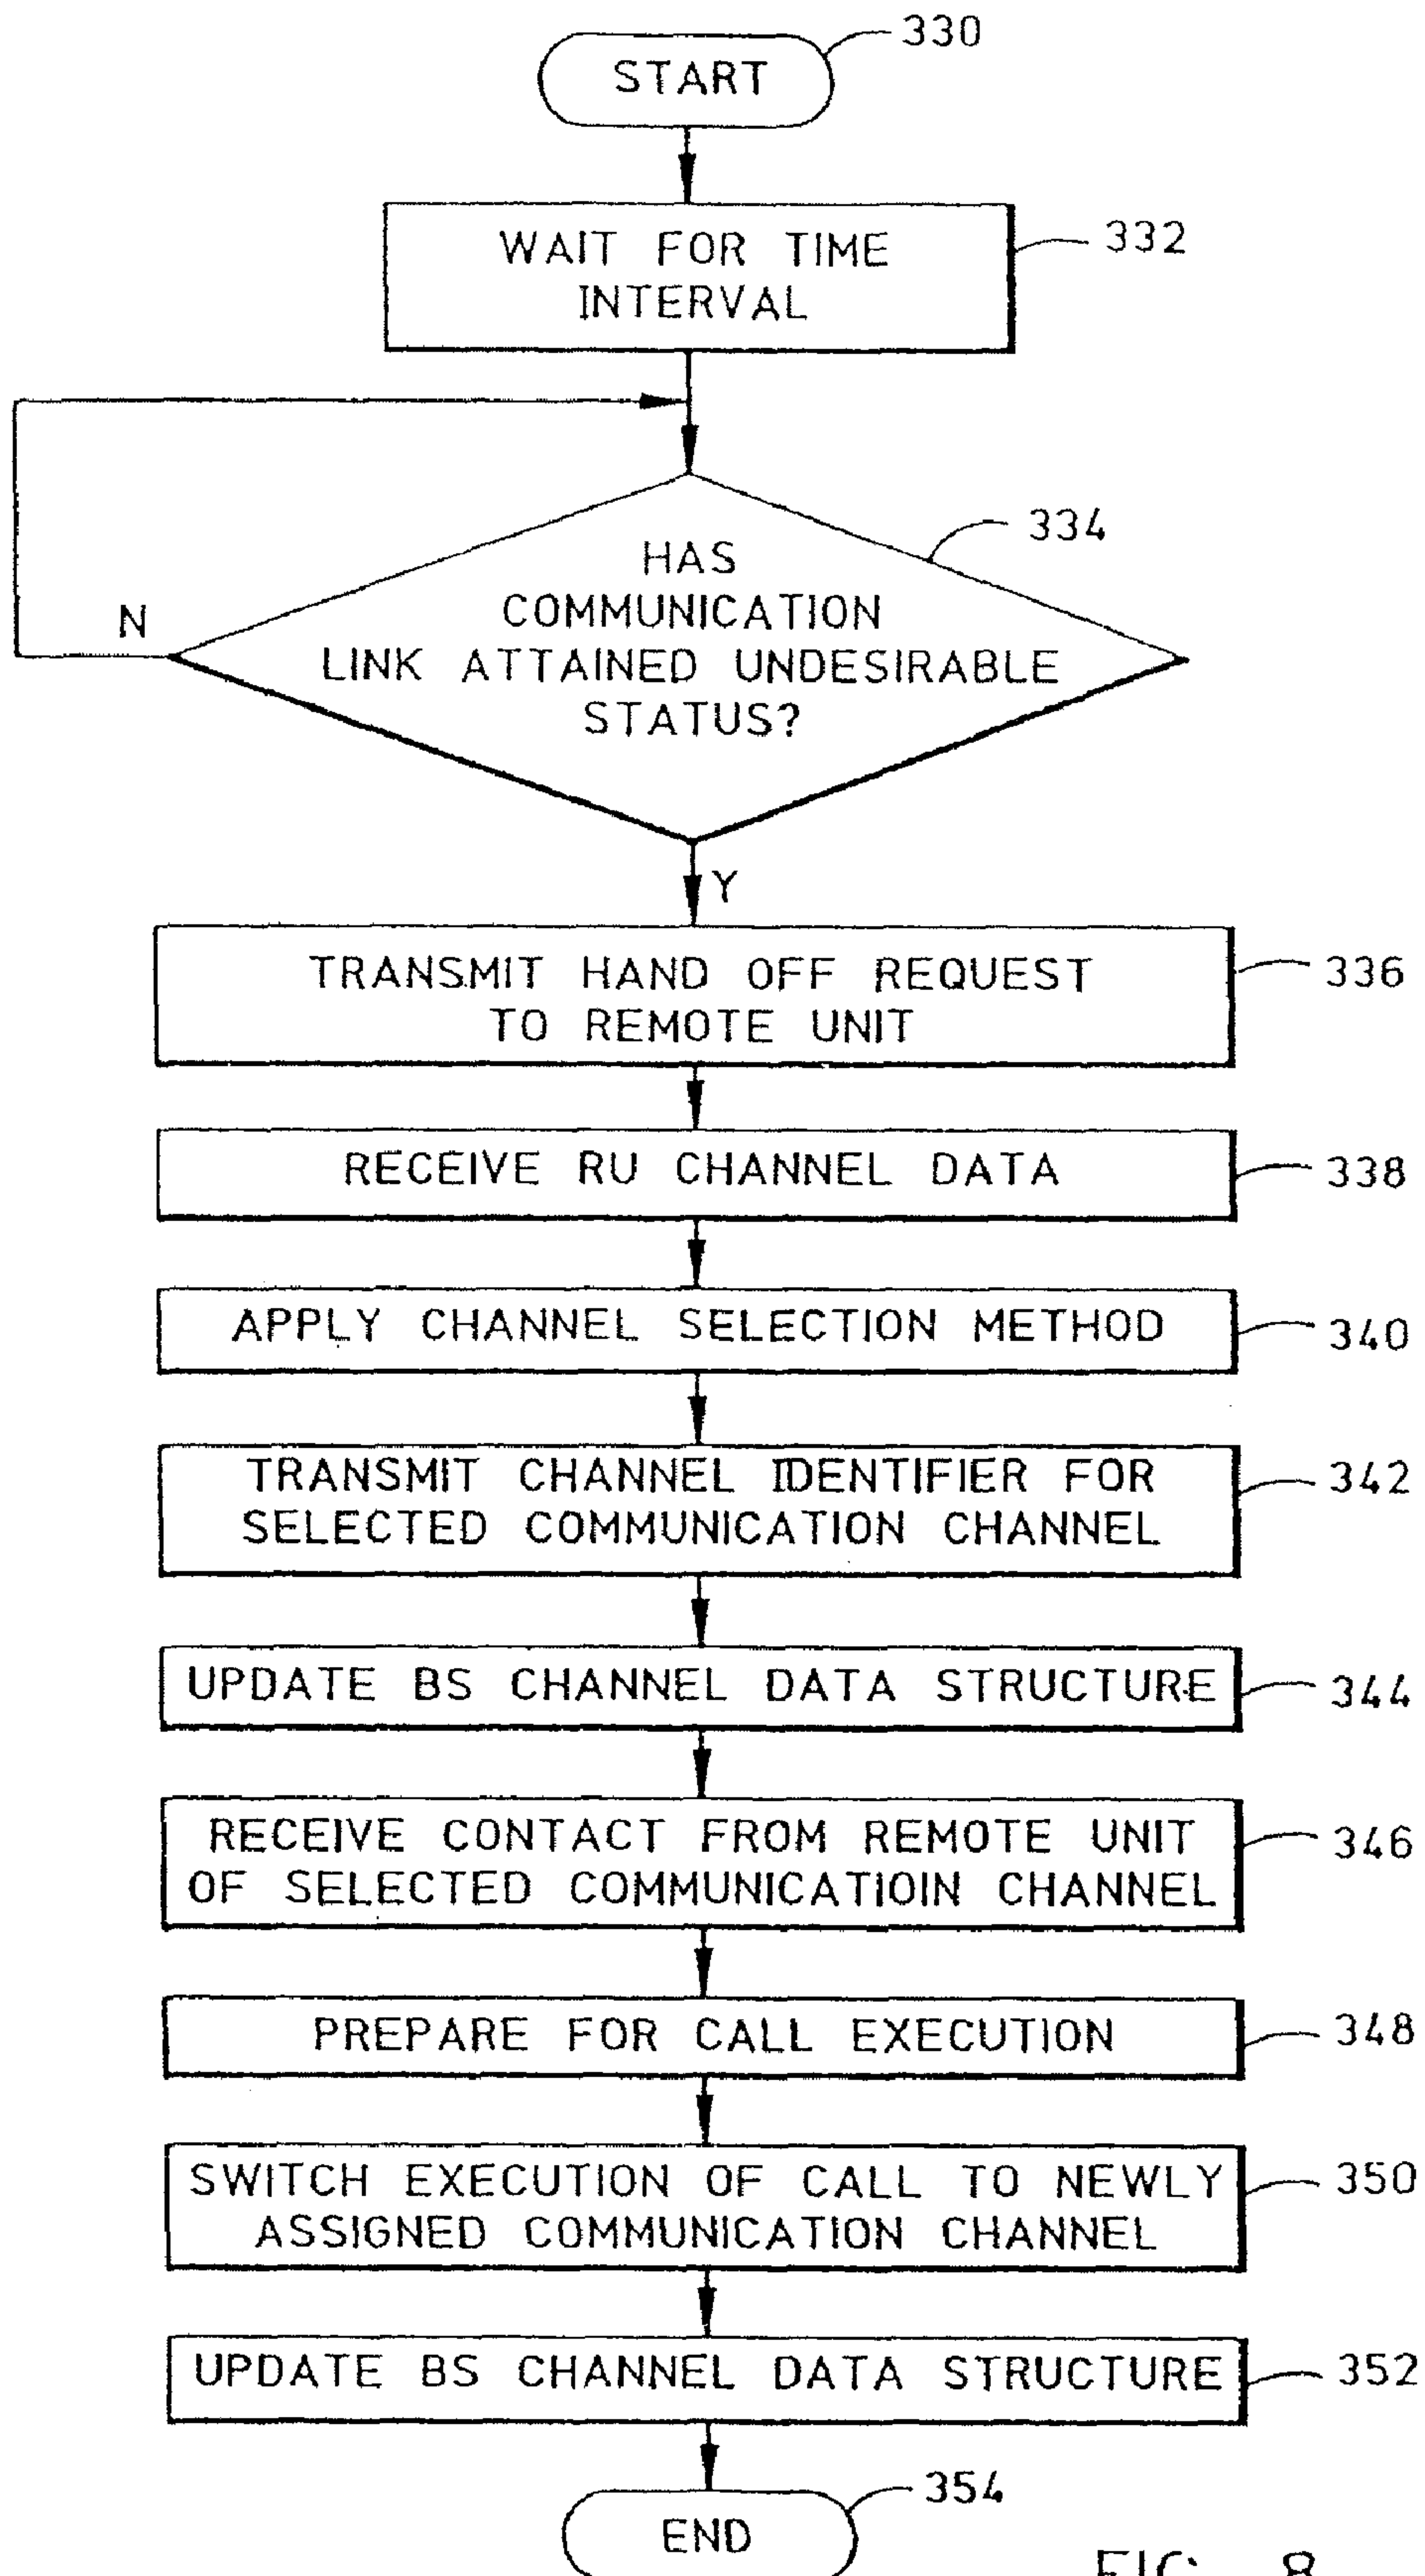 330
START
WAIT FOR TIME
INTERVAL
332
334
HAS
COMMUNICATION
LINK ATTAINED UNDESIRABLE
STATUS?
N
Y
TRANSMIT HAND OFF REQUEST
TO REMOTE UNIT
336
RECEIVE RU CHANNEL DATA
338
APPLY CHANNEL SELECTION METHOD
340
TRANSMIT CHANNEL IDENTIFIER FOR
SELECTED COMMUNICATION CHANNEL
342
UPDATE BS CHANNEL DATA STRUCTURE
344
RECEIVE CONTACT FROM REMOTE UNIT
OF SELECTED COMMUNICATIOIN CHANNEL
346
PREPARE FOR CALL EXECUTION
348
SWITCH EXECUTION OF CALL TO NEWLY
ASSIGNED COMMUNICATION CHANNEL
350
UPDATE BS CHANNEL DATA STRUCTURE
352
354
END
FIG. 8